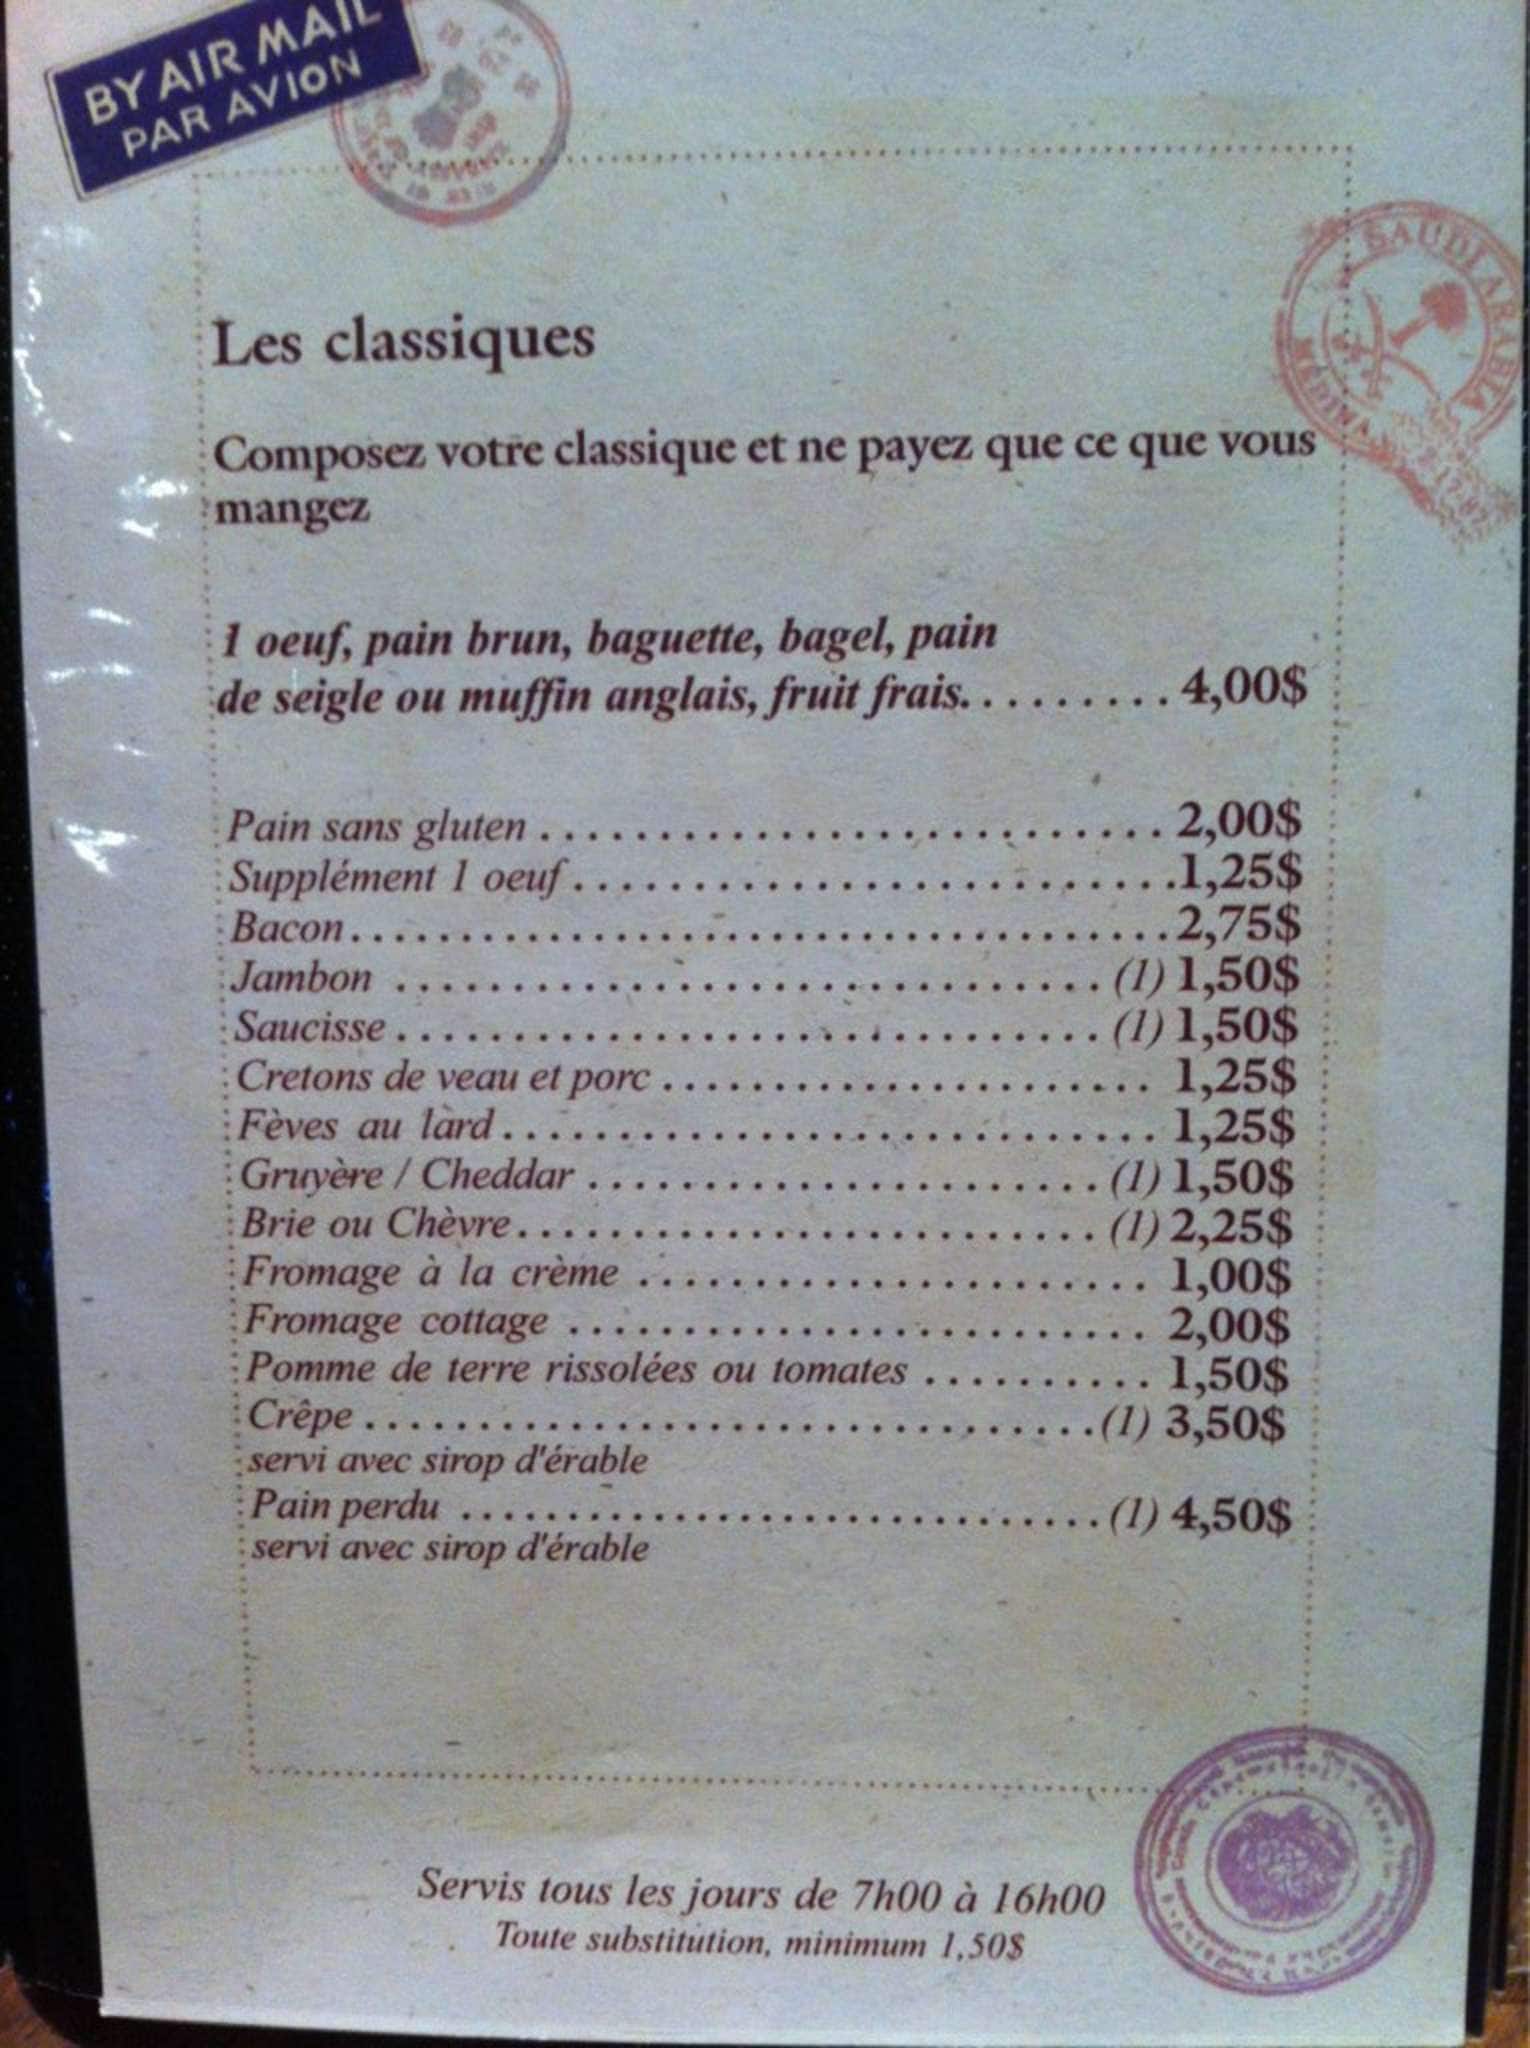 BY AIR MAIL
PAR AVION
SAUDI ARABIA
MEDINA
Les classiques
Composez votre classique et ne payez que ce que vous
mangez
1 oeuf, pain brun, baguette, bagel, pain
de seigle ou muffin anglais, fruit frais. . . . . . . . . 4,00$
Pain sans gluten . . . . . . . . . . . . . . . . . . . . . . . . . . 2,00$
Supplément 1 oeuf . . . . . . . . . . . . . . . . . . . . . . . . .1,25$
Bacon. . . . . . . . . . . . . . . . . . . . . . . . . . . . . . . . . . .2,75$
Jambon . . . . . . . . . . . . . . . . . . . . . . . . . . . . . . (1) 1,50$
Saucisse . . . . . . . . . . . . . . . . . . . . . . . . . . . . . . (1) 1,50$
Cretons de veau et porc . . . . . . . . . . . . . . . . . . . . 1,25$
Fèves au lard . . . . . . . . . . . . . . . . . . . . . . . . . . . . 1,25$
Gruyère / Cheddar . . . . . . . . . . . . . . . . . . . . . . (1) 1,50$
Brie ou Chèvre. . . . . . . . . . . . . . . . . . . . . . . . . (1) 2,25$
Fromage à la crème . . . . . . . . . . . . . . . . . . . . . . 1,00$
Fromage cottage . . . . . . . . . . . . . . . . . . . . . . . . . 2,00$
Pomme de terre rissolées ou tomates . . . . . . . . . . 1,50$
Crêpe . . . . . . . . . . . . . . . . . . . . . . . . . . . . . . . .(1) 3,50$
servi avec sirop d'érable
Pain perdu . . . . . . . . . . . . . . . . . . . . . . . . . . . . (1) 4,50$
servi avec sirop d'érable
Servis tous les jours de 7h00 à 16h00
Toute substitution, minimum 1,50$